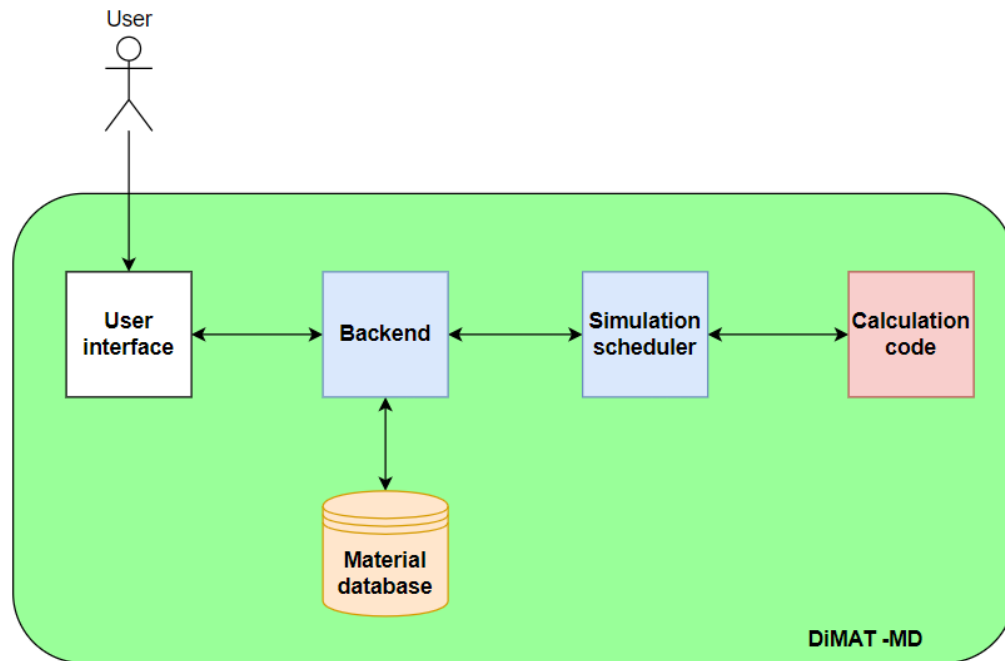 User
User
interface
Backend
Simulation
scheduler
Calculation
code
Material
database
DiMAT -MD